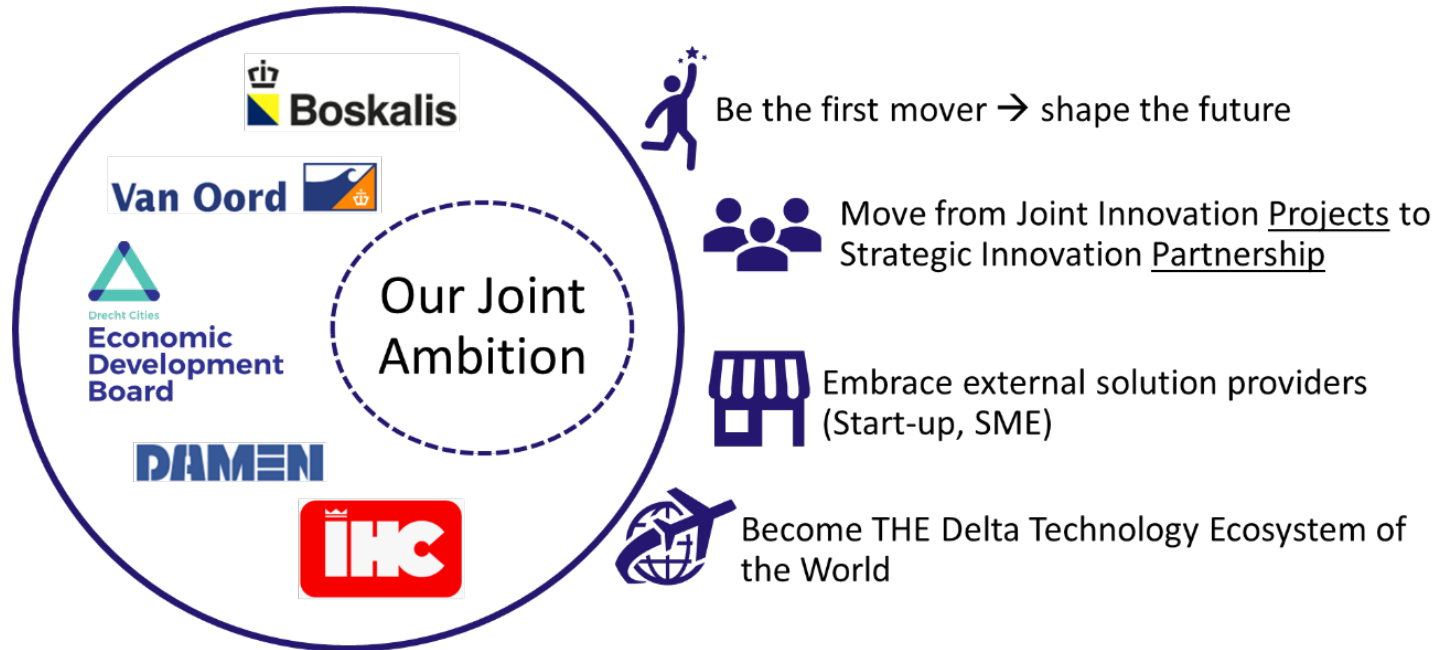 Boskalis
Van Oord
Drecht Cities
Economic
Development
Board
DAMEN
IHC
Our Joint
Ambition
Be the first mover → shape the future
Move from Joint Innovation Projects to
Strategic Innovation Partnership
Embrace external solution providers
(Start-up, SME)
Become THE Delta Technology Ecosystem of
the World